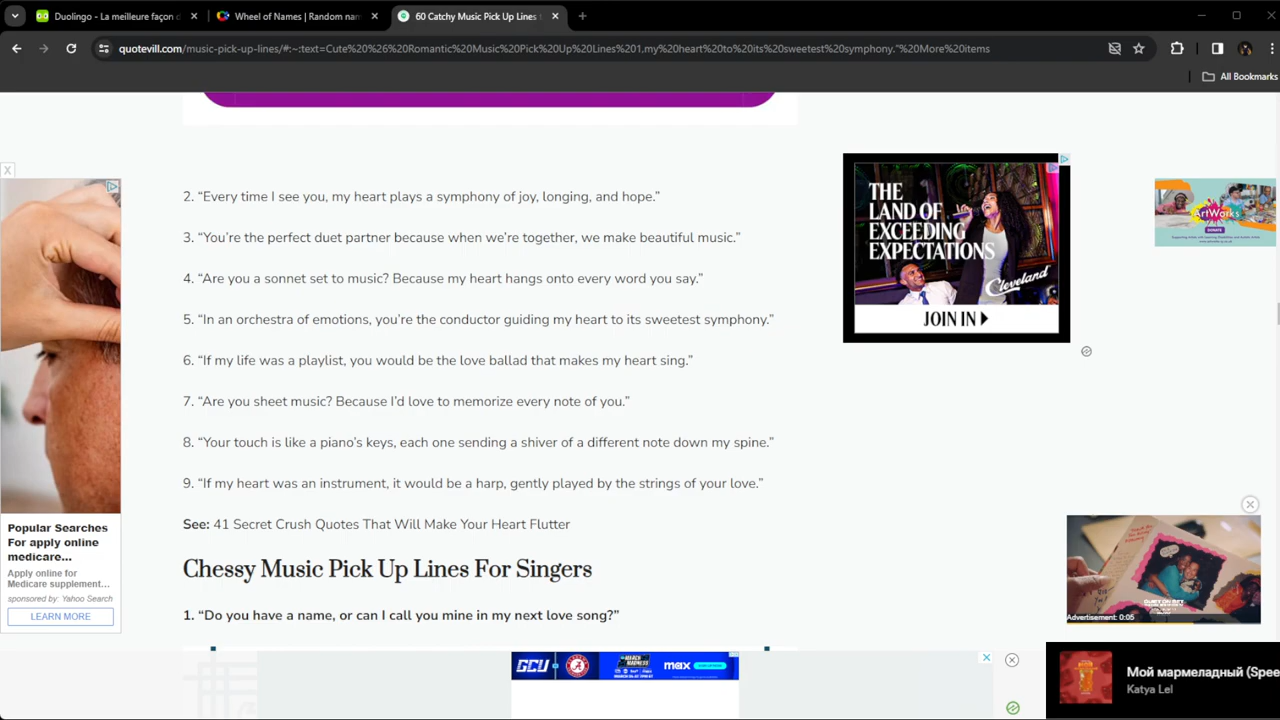 Duolingo - La meilleure façon d
Wheel of Names | Random nam
60 Catchy Music Pick Up Lines t
quotevill.com/music-pick-up-lines/#:~:text=Cute%20%26%20Romantic%20Music%20Pick%20Up%20Lines%201,my%20heart%20to%20its%20sweetest%20symphony."%20More%20items
All Bookmarks
2. “Every time I see you, my heart plays a symphony of joy, longing, and hope.”
3. “You’re the perfect duet partner because when we’re together, we make beautiful music.”
4. “Are you a sonnet set to music? Because my heart hangs onto every word you say.”
5. “In an orchestra of emotions, you’re the conductor guiding my heart to its sweetest symphony.”
6. “If my life was a playlist, you would be the love ballad that makes my heart sing.”
7. “Are you sheet music? Because I’d love to memorize every note of you.”
8. “Your touch is like a piano’s keys, each one sending a shiver of a different note down my spine.”
9. “If my heart was an instrument, it would be a harp, gently played by the strings of your love.”
See: 41 Secret Crush Quotes That Will Make Your Heart Flutter
Chessy Music Pick Up Lines For Singers
1. “Do you have a name, or can I call you mine in my next love song?”
X
Popular Searches
For apply online
medicare...
Apply online for
Medicare supplement...
sponsored by: Yahoo Search
LEARN MORE
THE
LAND OF
EXCEEDING
EXPECTATIONS
Cleveland
JOIN IN
ArtWorks
DONATE
Advertisement: 0:05
GCU
MARCH
MADNESS
max
Мой мармеладный (Spee
Katya Lel